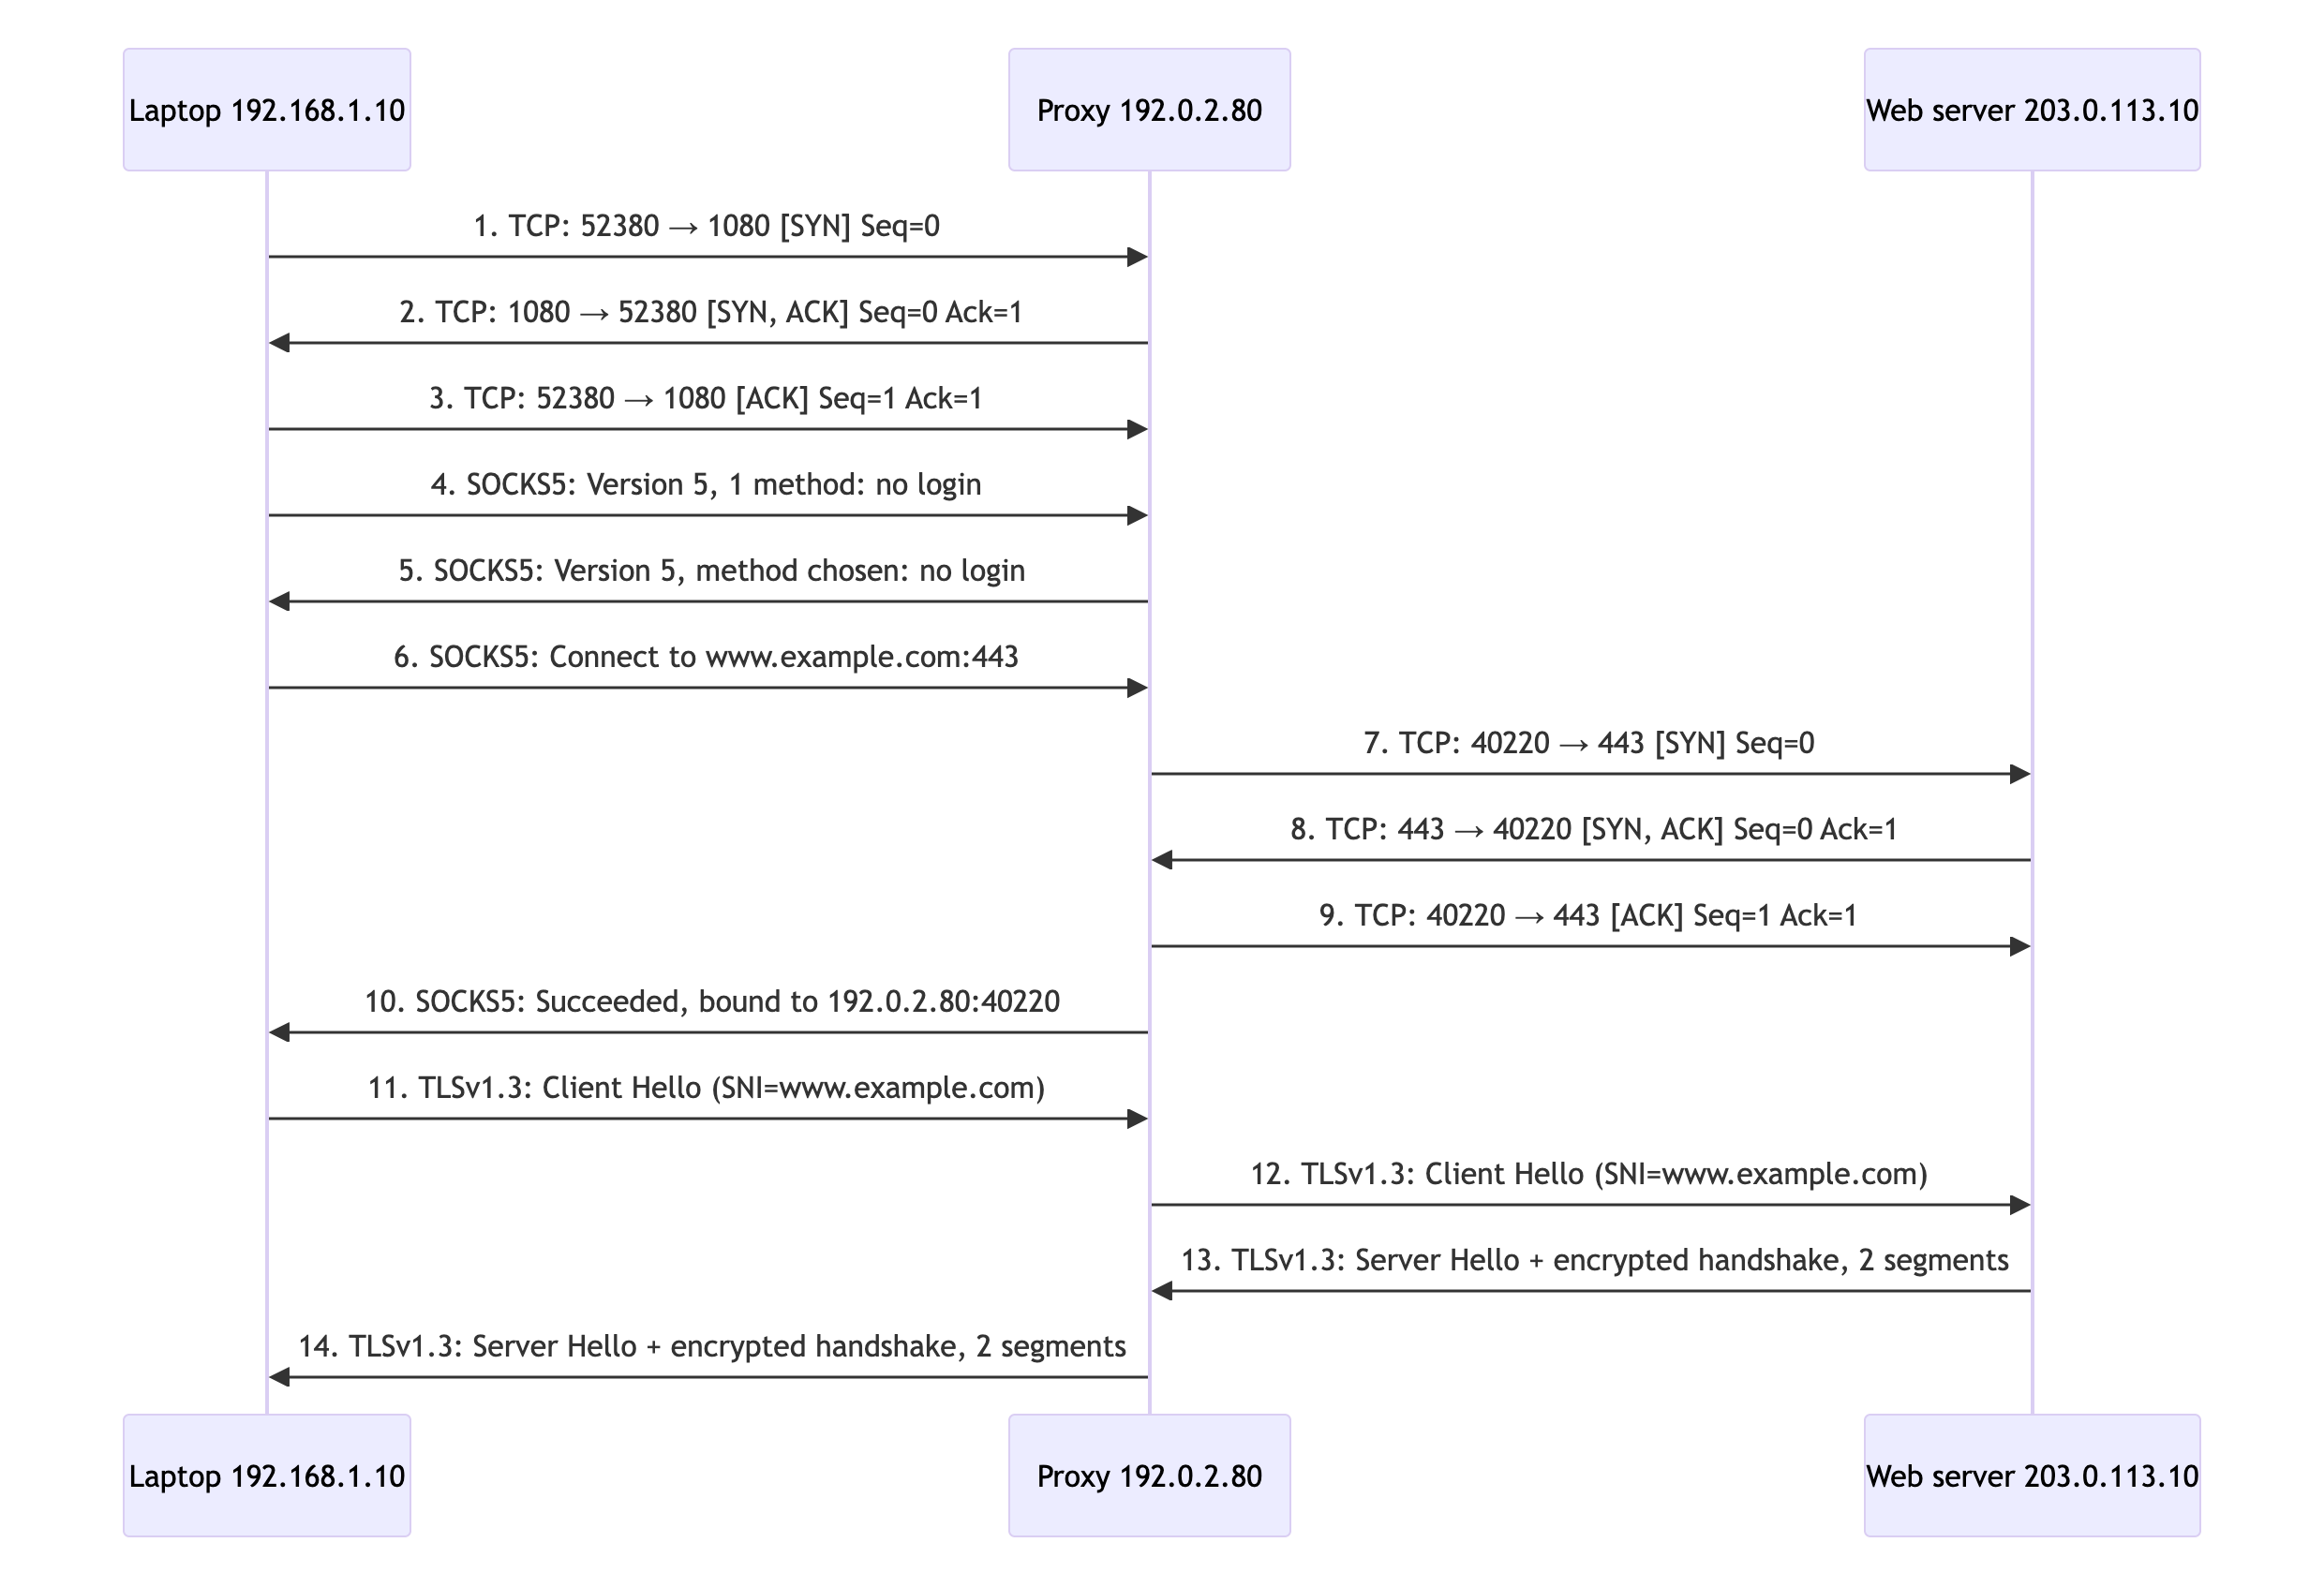 Laptop 192.168.1.10
Proxy 192.0.2.80
Web server 203.0.113.10
1. TCP: 52380 → 1080 [SYN] Seq=0
2. TCP: 1080 → 52380 [SYN, ACK] Seq=0 Ack=1
3. TCP: 52380 → 1080 [ACK] Seq=1 Ack=1
4. SOCKS5: Version 5, 1 method: no login
5. SOCKS5: Version 5, method chosen: no login
6. SOCKS5: Connect to www.example.com:443
7. TCP: 40220 → 443 [SYN] Seq=0
8. TCP: 443 → 40220 [SYN, ACK] Seq=0 Ack=1
9. TCP: 40220 → 443 [ACK] Seq=1 Ack=1
10. SOCKS5: Succeeded, bound to 192.0.2.80:40220
11. TLSv1.3: Client Hello (SNI=www.example.com)
12. TLSv1.3: Client Hello (SNI=www.example.com)
13. TLSv1.3: Server Hello + encrypted handshake, 2 segments
14. TLSv1.3: Server Hello + encrypted handshake, 2 segments
Laptop 192.168.1.10
Proxy 192.0.2.80
Web server 203.0.113.10